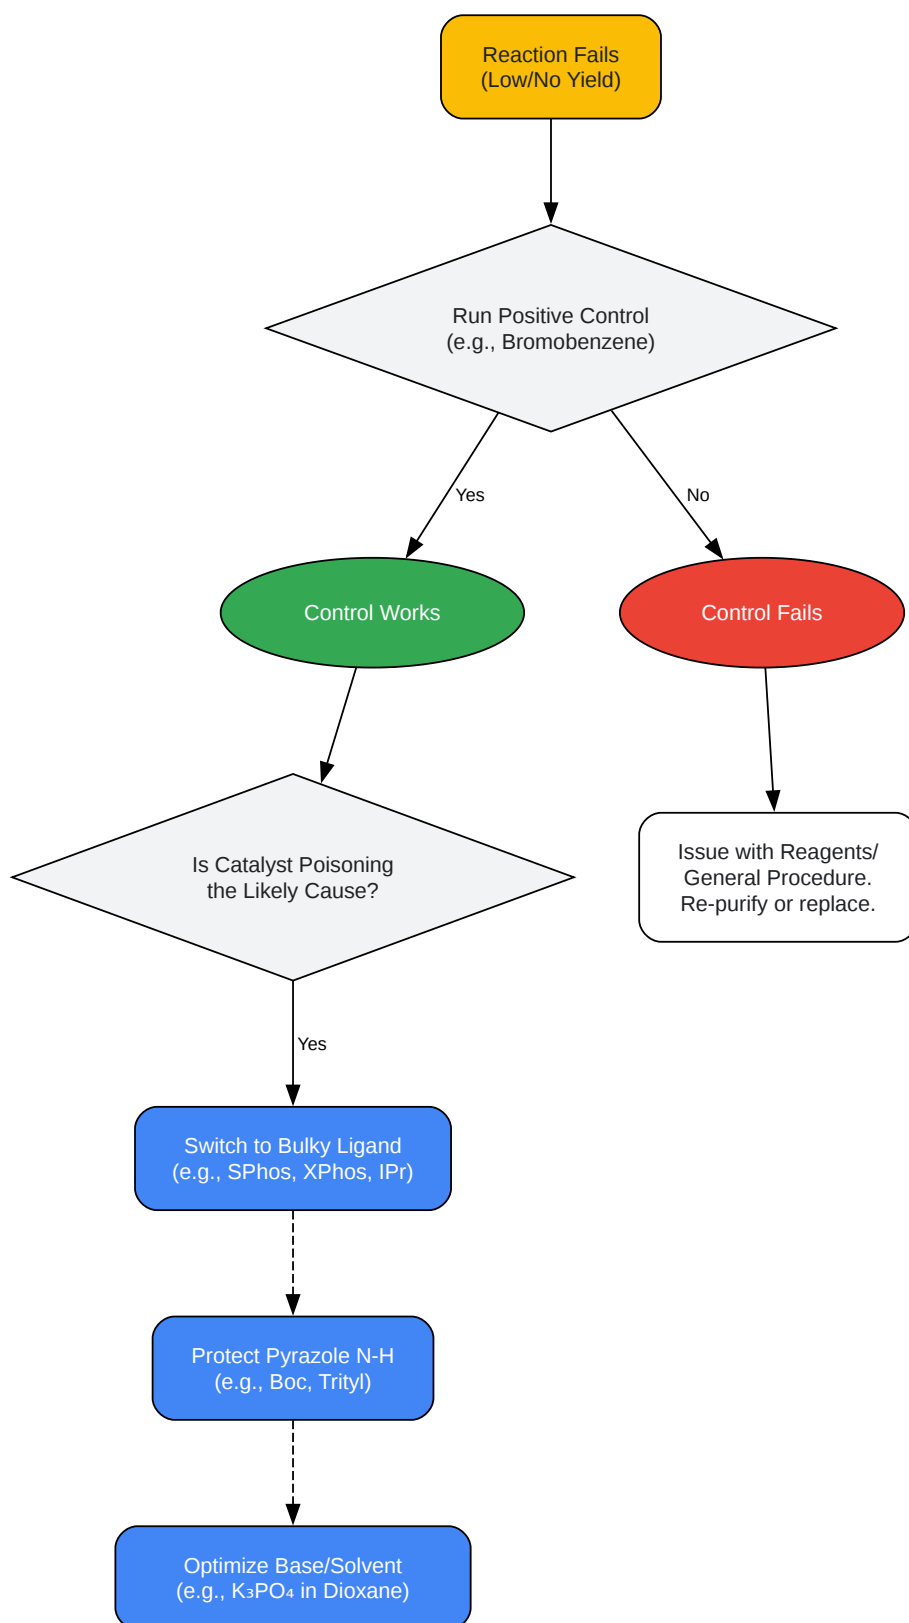 Reaction Fails
(Low/No Yield)
Run Positive Control
(e.g., Bromobenzene)
Yes
No
Control Works
Control Fails
Is Catalyst Poisoning
the Likely Cause?
Issue with Reagents/
General Procedure.
Re-purify or replace.
Yes
Switch to Bulky Ligand
(e.g., SPhos, XPhos, IPr)
Protect Pyrazole N-H
(e.g., Boc, Trityl)
Optimize Base/Solvent
(e.g., K₃PO₄ in Dioxane)